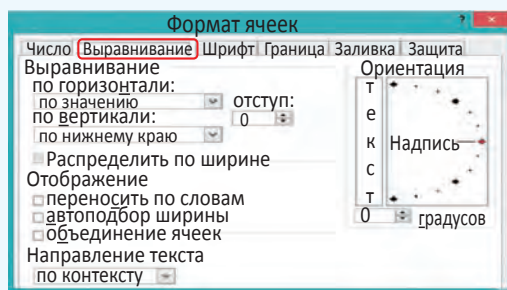 Формат ячеек ? ×
Число Выравнивание Шрифт Граница Заливка Защита
Выравнивание
по горизонтали:
по значению
отступ:
по вертикали:
0
по нижнему краю
Распределить по ширине
Отображение
переносить по словам
автоподбор ширины
объединение ячеек
Направление текста
по контексту
Ориентация
Т
е
к
с
т
Надпись
0 градусов